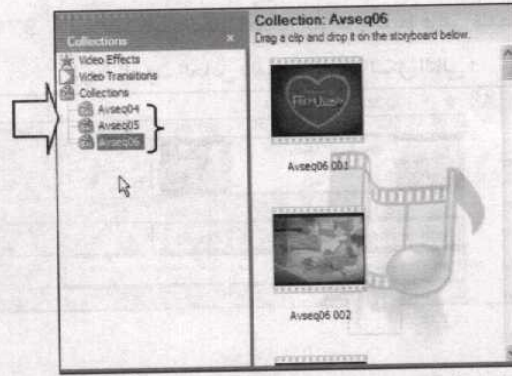 Collections ×
Video Effects
Video Transitions
Collections
Avseq04
Avseq05
Avseq06
Collection: Avseq06
Drag a clip and drop it on the storyboard below.
Avseq06 001
Avseq06 002